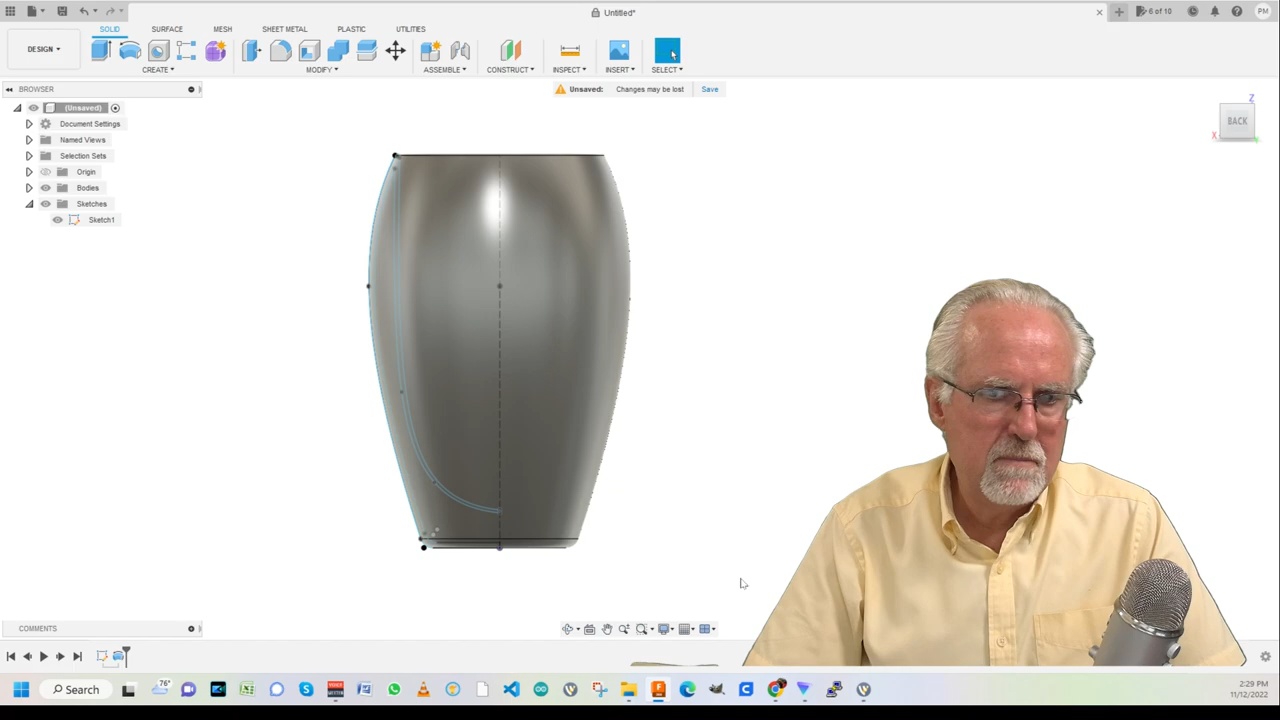 Untitled*
6 of 10
PM
SOLID
SURFACE
MESH
SHEET METAL
PLASTIC
UTILITIES
DESIGN
CREATE
MODIFY
ASSEMBLE
CONSTRUCT
INSPECT
INSERT
SELECT
BROWSER
Unsaved: Changes may be lost Save
(Unsaved)
Document Settings
Named Views
Selection Sets
Origin
Bodies
Sketches
Sketch1
Z
BACK
X
COMMENTS
76°
Search
2:29 PM
11/12/2022